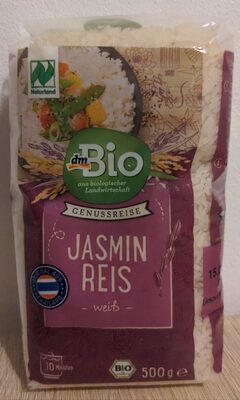 Naturland
dmBio
aus biologischer
Landwirtschaft
GENUSSREISE
JASMIN
REIS
weiß
10 Minuten
BIO
500 g e